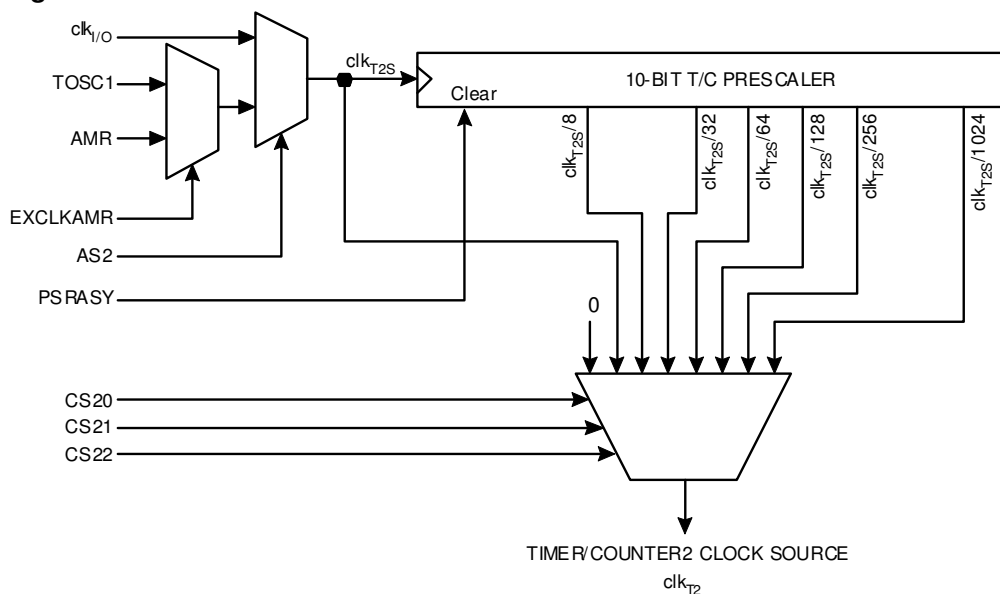 clkI/O
TOSC1
AMR
EXCLKAMR
AS2
PSRASY
clkT2S
10-BIT T/C PRESCALER
Clear
clkT2S/8
clkT2S/32
clkT2S/64
clkT2S/128
clkT2S/256
clkT2S/1024
0
CS20
CS21
CS22
TIMER/COUNTER2 CLOCK SOURCE
clkT2